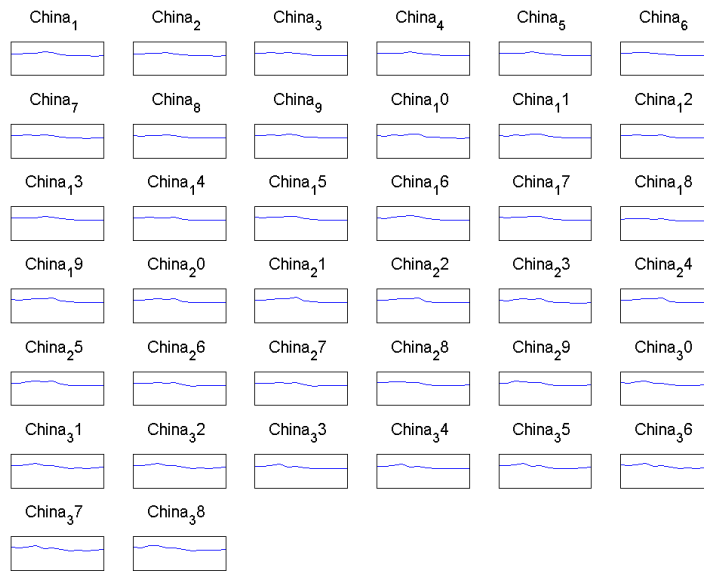 China₁ China₂ China₃ China₄ China₅ China₆
China₇ China₈ China₉ China₁0 China₁1 China₁2
China₁3 China₁4 China₁5 China₁6 China₁7 China₁8
China₁9 China₂0 China₂1 China₂2 China₂3 China₂4
China₂5 China₂6 China₂7 China₂8 China₂9 China₃0
China₃1 China₃2 China₃3 China₃4 China₃5 China₃6
China₃7 China₃8